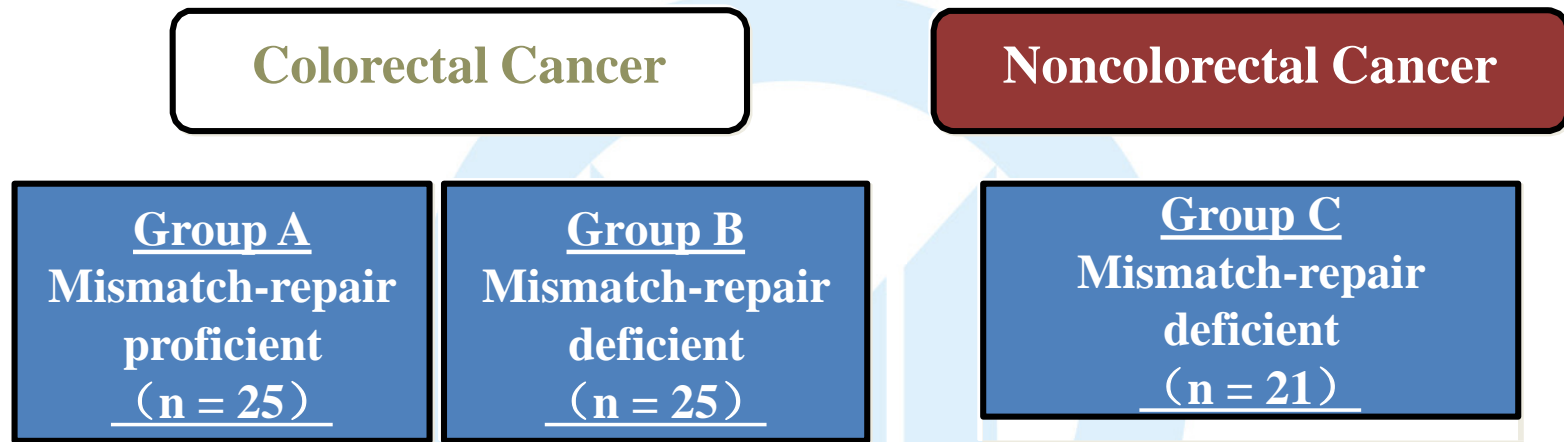 Colorectal Cancer
Noncolorectal Cancer
Group A
Mismatch-repair
proficient
（n = 25）
Group B
Mismatch-repair
deficient
（n = 25）
Group C
Mismatch-repair
deficient
（n = 21）